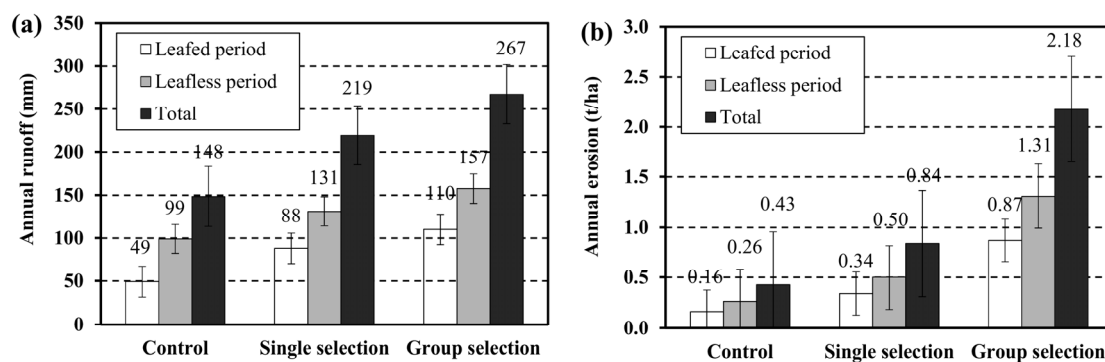 (a)
350
300
250
200
150
100
50
0
Annual runoff (mm)
Leafed period
Leafless period
Total
49
99
148
88
131
219
110
157
267
Control Single selection Group selection
(b)
3.0
2.5
2.0
1.5
1.0
0.5
0.0
Annual erosion (t/ha)
Leafed period
Leafless period
Total
0.16
0.26
0.43
0.34
0.50
0.84
0.87
1.31
2.18
Control Single selection Group selection